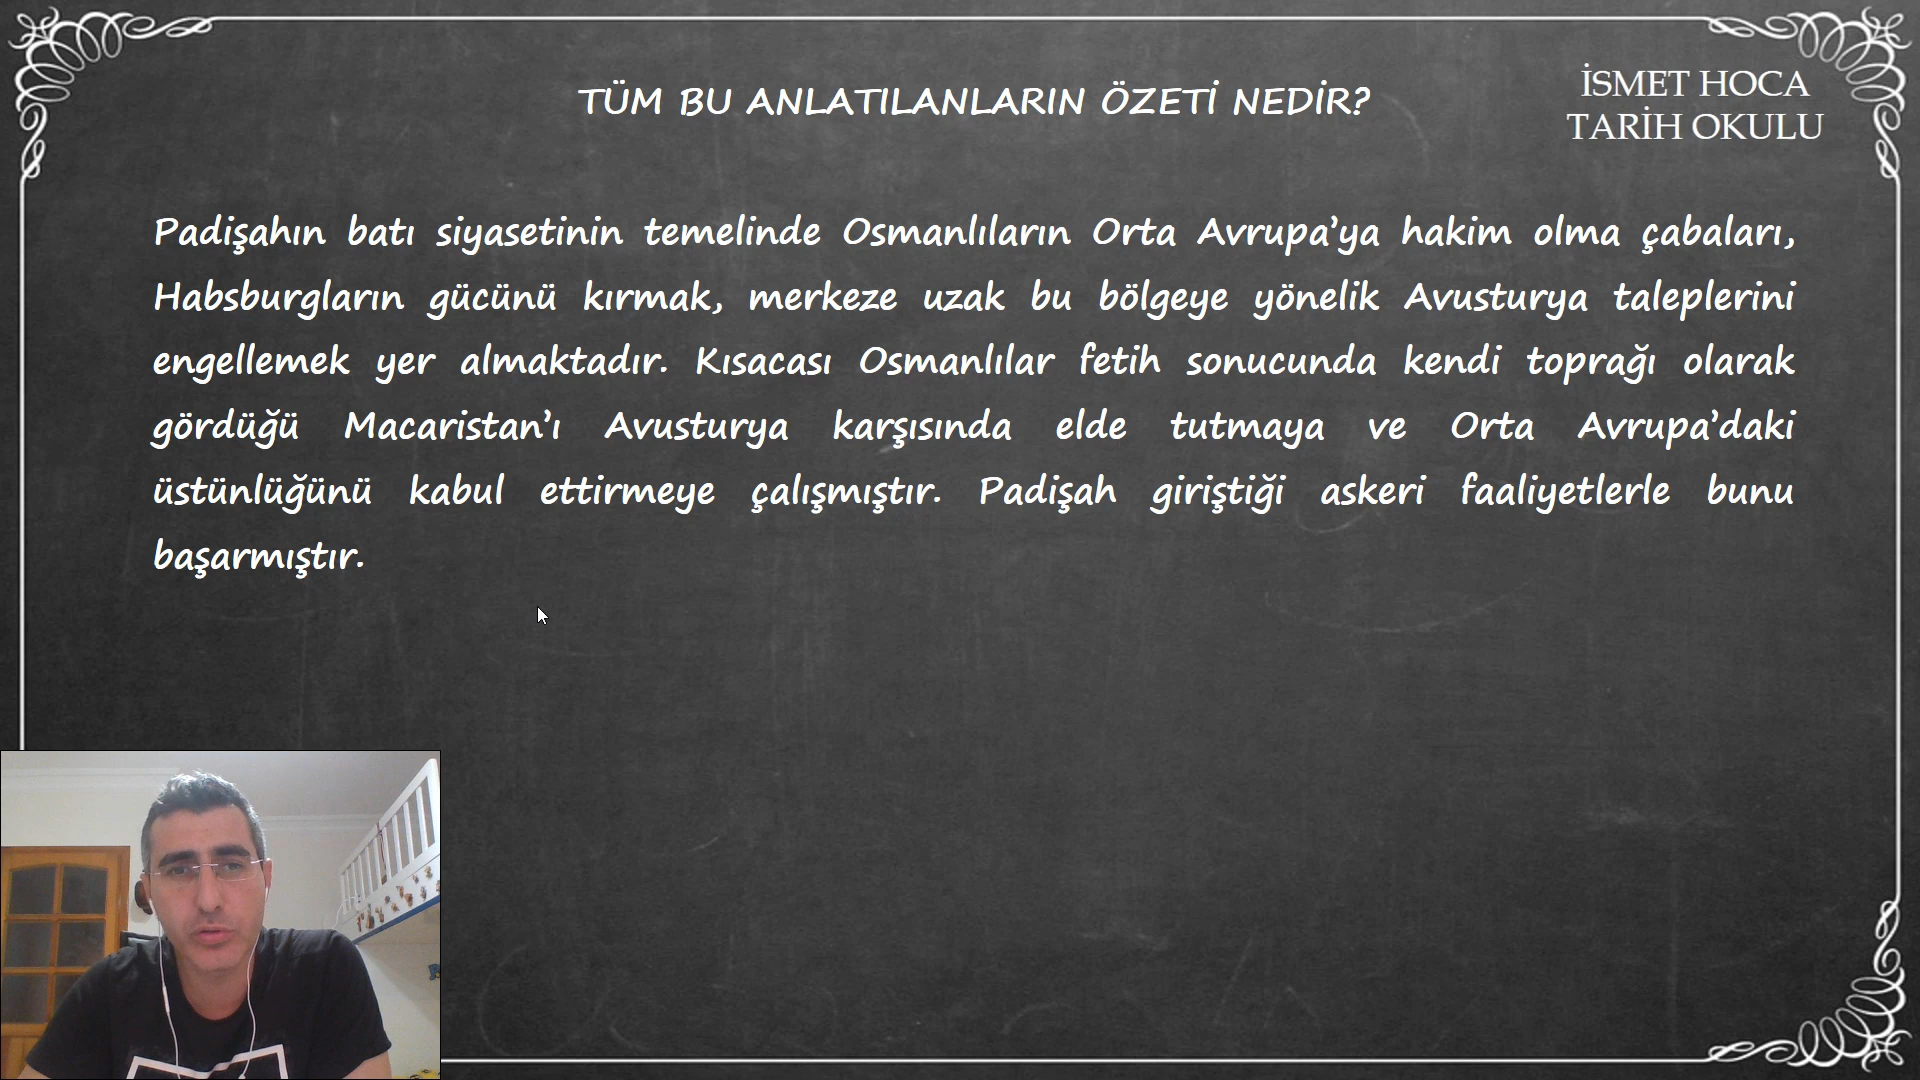 TÜM BU ANLATILANLARIN ÖZETİ NEDİR?
İSMET HOCA
TARİH OKULU
Padişahın batı siyasetinin temelinde Osmanlıların Orta Avrupa’ya hakim olma çabaları,
Habsburgların gücünü kırmak, merkeze uzak bu bölgeye yönelik Avusturya taleplerini
engellemek yer almaktadır. Kısacası Osmanlılar fetih sonucunda kendi toprağı olarak
gördüğü Macaristan’ı Avusturya karşısında elde tutmaya ve Orta Avrupa’daki
üstünlüğünü kabul ettirmeye çalışmıştır. Padişah giriştiği askeri faaliyetlerle bunu
başarmıştır.